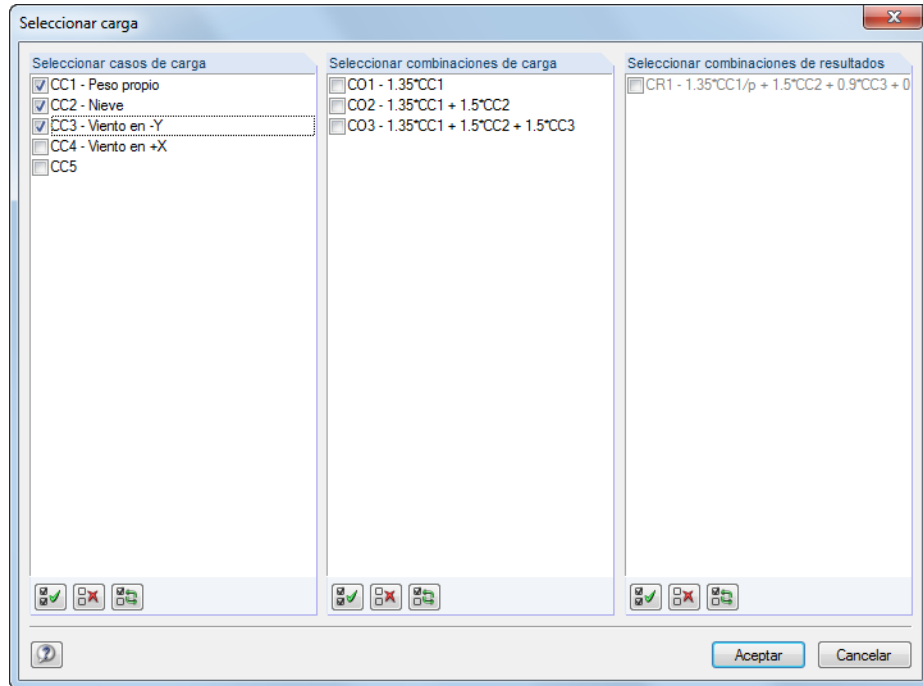 Seleccionar carga
Seleccionar casos de carga
CC1 - Peso propio
CC2 - Nieve
CC3 - Viento en -Y
CC4 - Viento en +X
CC5
Seleccionar combinaciones de carga
CO1 - 1.35*CC1
CO2 - 1.35*CC1 + 1.5*CC2
CO3 - 1.35*CC1 + 1.5*CC2 + 1.5*CC3
Seleccionar combinaciones de resultados
CR1 - 1.35*CC1/p + 1.5*CC2 + 0.9*CC3 + 0
Aceptar
Cancelar